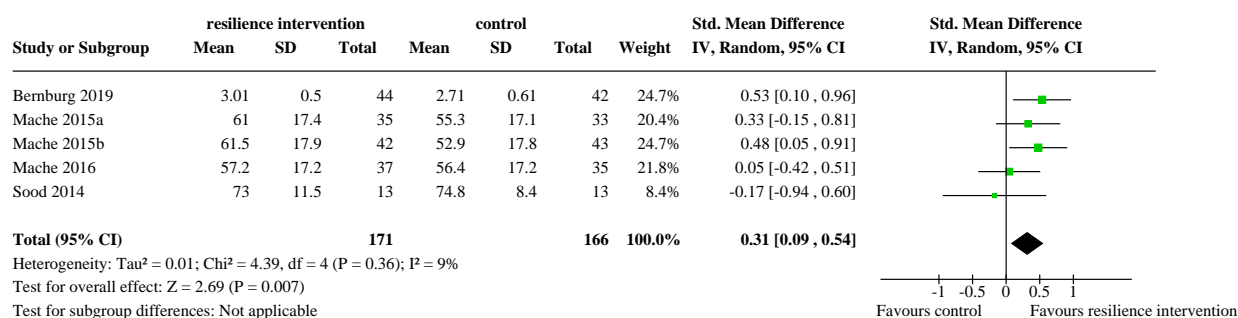 resilience intervention control Std. Mean Difference Std. Mean Difference
Study or Subgroup Mean SD Total Mean SD Total Weight IV, Random, 95% CI IV, Random, 95% CI
Bernburg 2019 3.01 0.5 44 2.71 0.61 42 24.7% 0.53 [0.10 , 0.96]
Mache 2015a 61 17.4 35 55.3 17.1 33 20.4% 0.33 [-0.15 , 0.81]
Mache 2015b 61.5 17.9 42 52.9 17.8 43 24.7% 0.48 [0.05 , 0.91]
Mache 2016 57.2 17.2 37 56.4 17.2 35 21.8% 0.05 [-0.42 , 0.51]
Sood 2014 73 11.5 13 74.8 8.4 13 8.4% -0.17 [-0.94 , 0.60]
Total (95% CI) 171 166 100.0% 0.31 [0.09 , 0.54]
Heterogeneity: Tau² = 0.01; Chi² = 4.39, df = 4 (P = 0.36); I² = 9%
Test for overall effect: Z = 2.69 (P = 0.007) -1 -0.5 0 0.5 1
Test for subgroup differences: Not applicable Favours control Favours resilience intervention